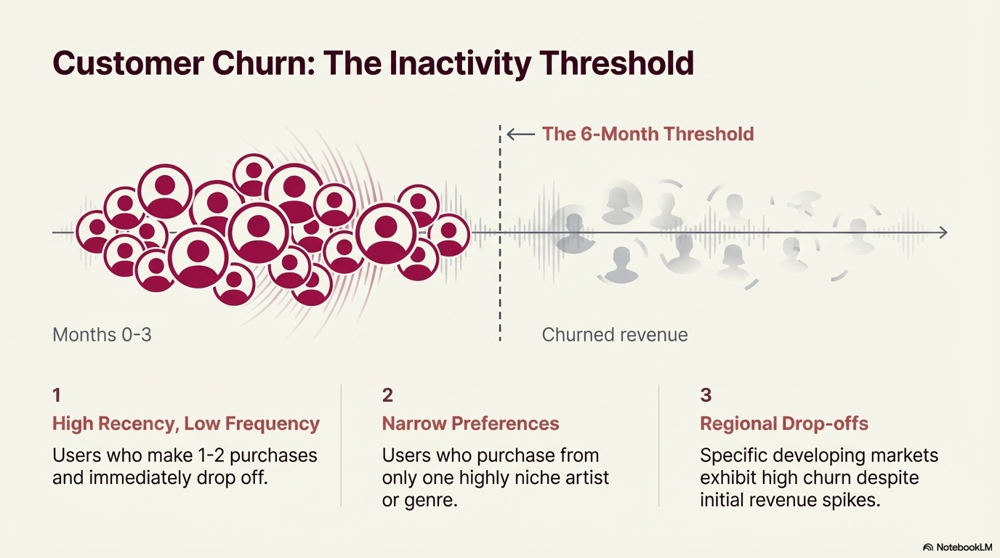 Customer Churn: The Inactivity Threshold
The 6-Month Threshold
Months 0-3
Churned revenue
1
High Recency, Low Frequency
Users who make 1-2 purchases
and immediately drop off.
2
Narrow Preferences
Users who purchase from
only one highly niche artist
or genre.
3
Regional Drop-offs
Specific developing markets
exhibit high churn despite
initial revenue spikes.
NotebookLM